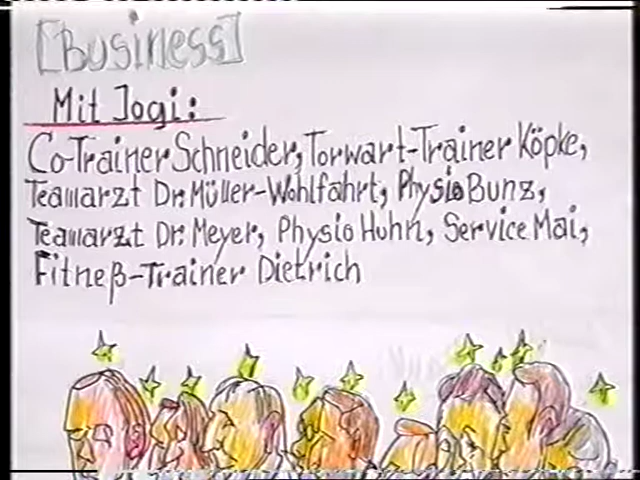 [Business]
Mit Jogi:
Co-Trainer Schneider, Torwart-Trainer Köpke,
Teamarzt Dr. Müller-Wohlfahrt, Physio Bunz,
Teamarzt Dr. Meyer, Physio Huhn, Service Mai,
Fitneß-Trainer Dietrich